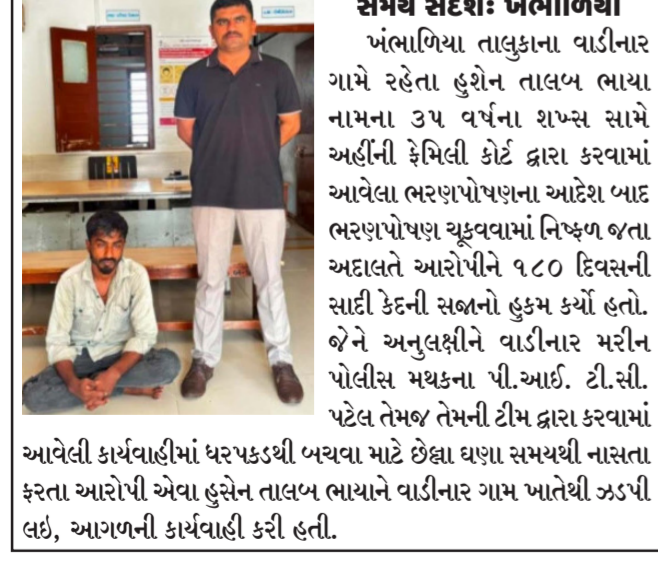 સમય સંદેશઃ ખંભાળિયા
ખંભાળિયા તાલુકાના વાડીનાર
ગામે રહેતા હુશેન તાલબ ભાયા
નામના ૩૫ વર્ષના શખ્સ સામે
અહીંની ફેમિલી કોર્ટ દ્વારા કરવામાં
આવેલા ભરણપોષણના આદેશ બાદ
ભરણપોષણ ચૂકવવામાં નિષ્ફળ જતા
અદાલતે આરોપીને ૧૮૦ દિવસની
સાદી કેદની સજાનો હુકમ કર્યો હતો.
જેને અનુલક્ષીને વાડીનાર મરીન
પોલીસ મથકના પી.આઈ. ટી.સી.
પટેલ તેમજ તેમની ટીમ દ્વારા કરવામાં
આવેલી કાર્યવાહીમાં ધરપકડથી બચવા માટે છેલ્લા ઘણા સમયથી નાસતા
ફરતા આરોપી એવા હુસેન તાલબ ભાયાને વાડીનાર ગામ ખાતેથી ઝડપી
લઇ, આગળની કાર્યવાહી કરી હતી.